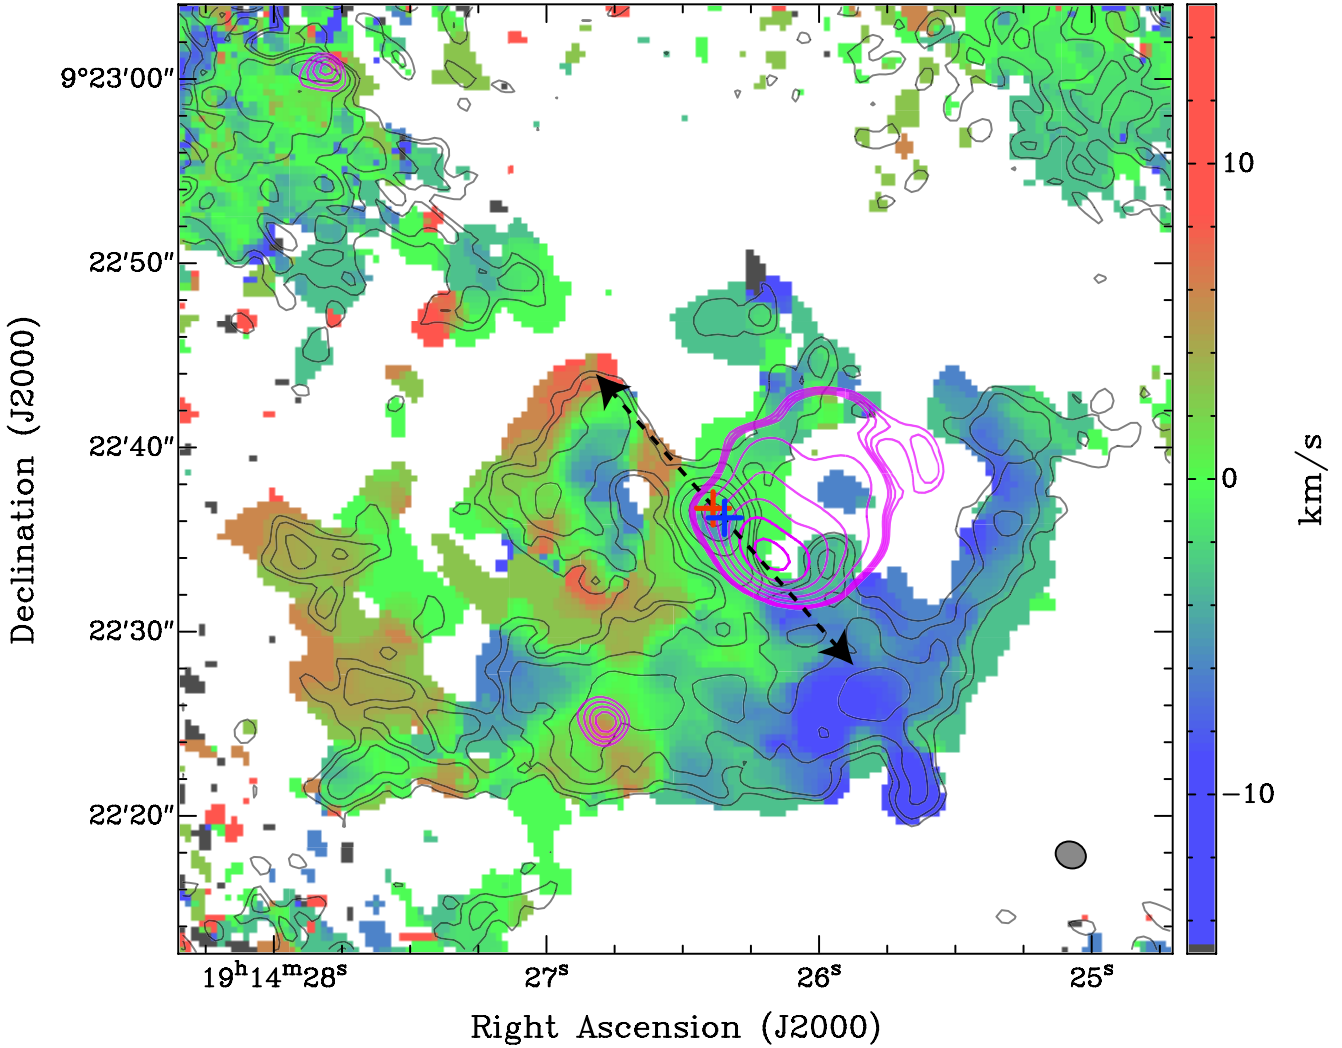 9°23′00″
22′50″
22′40″
22′30″
22′20″
Declination (J2000)
19ʰ14ᵐ28ˢ
27ˢ
26ˢ
25ˢ
Right Ascension (J2000)
10
0
−10
km/s